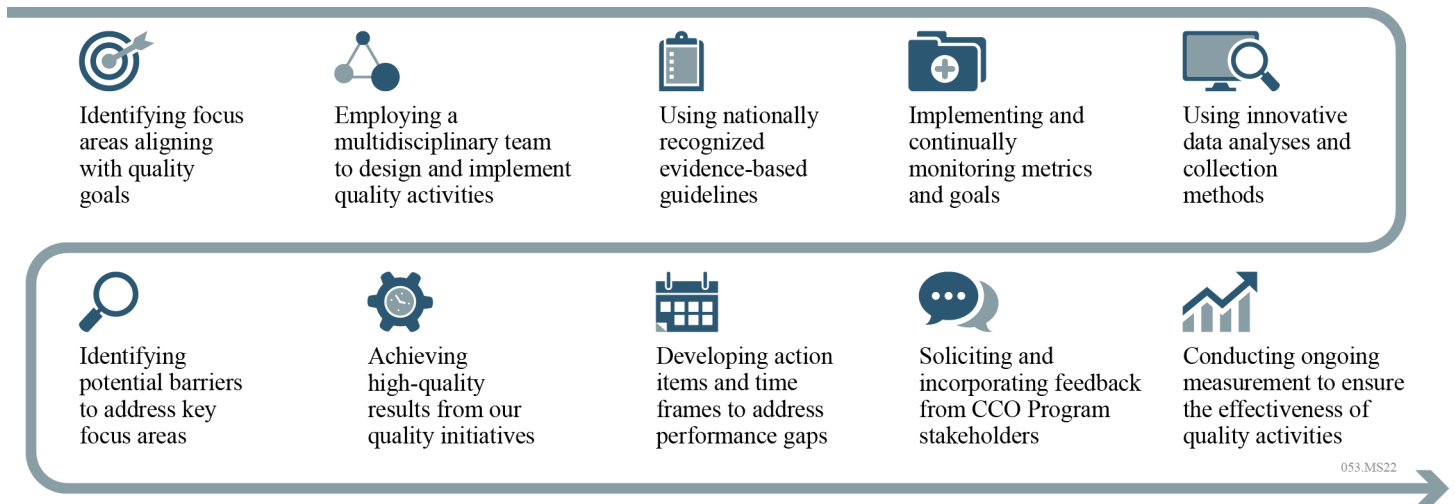 Identifying focus
areas aligning
with quality
goals
Employing a
multidisciplinary team
to design and implement
quality activities
Using nationally
recognized
evidence-based
guidelines
Implementing and
continually
monitoring metrics
and goals
Using innovative
data analyses and
collection
methods
Identifying
potential barriers
to address key
focus areas
Achieving
high-quality
results from our
quality initiatives
Developing action
items and time
frames to address
performance gaps
Soliciting and
incorporating feedback
from CCO Program
stakeholders
Conducting ongoing
measurement to ensure
the effectiveness of
quality activities
053.MS22